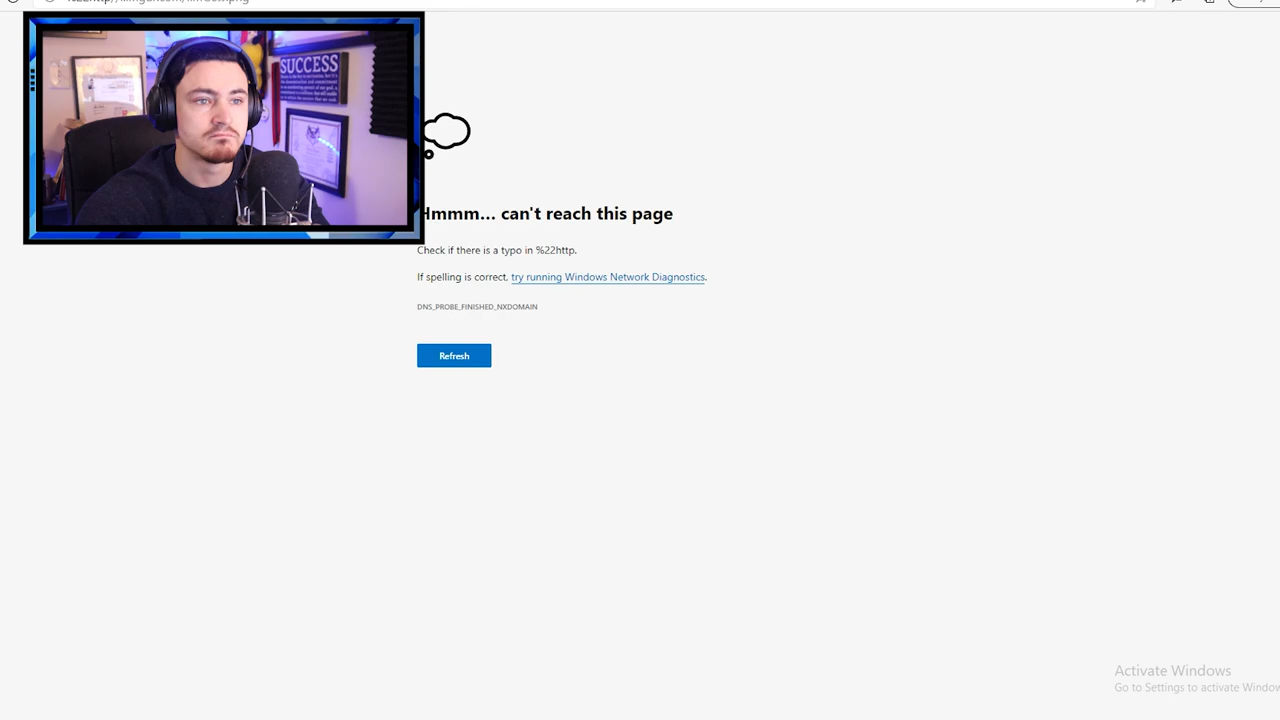 SUCCESS
Hmmm... can't reach this page
Check if there is a typo in %22http.
If spelling is correct, try running Windows Network Diagnostics.
DNS_PROBE_FINISHED_NXDOMAIN
Refresh
Activate Windows
Go to Settings to activate Window